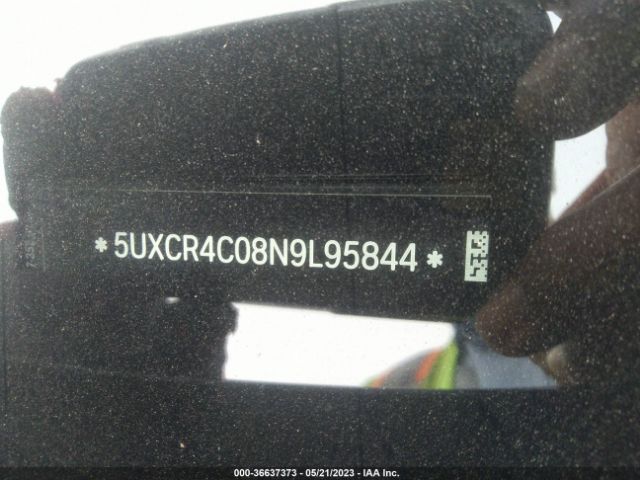 *5UXCR4C08N9L95844*
000-36637373 - 05/21/2023 - IAA Inc.